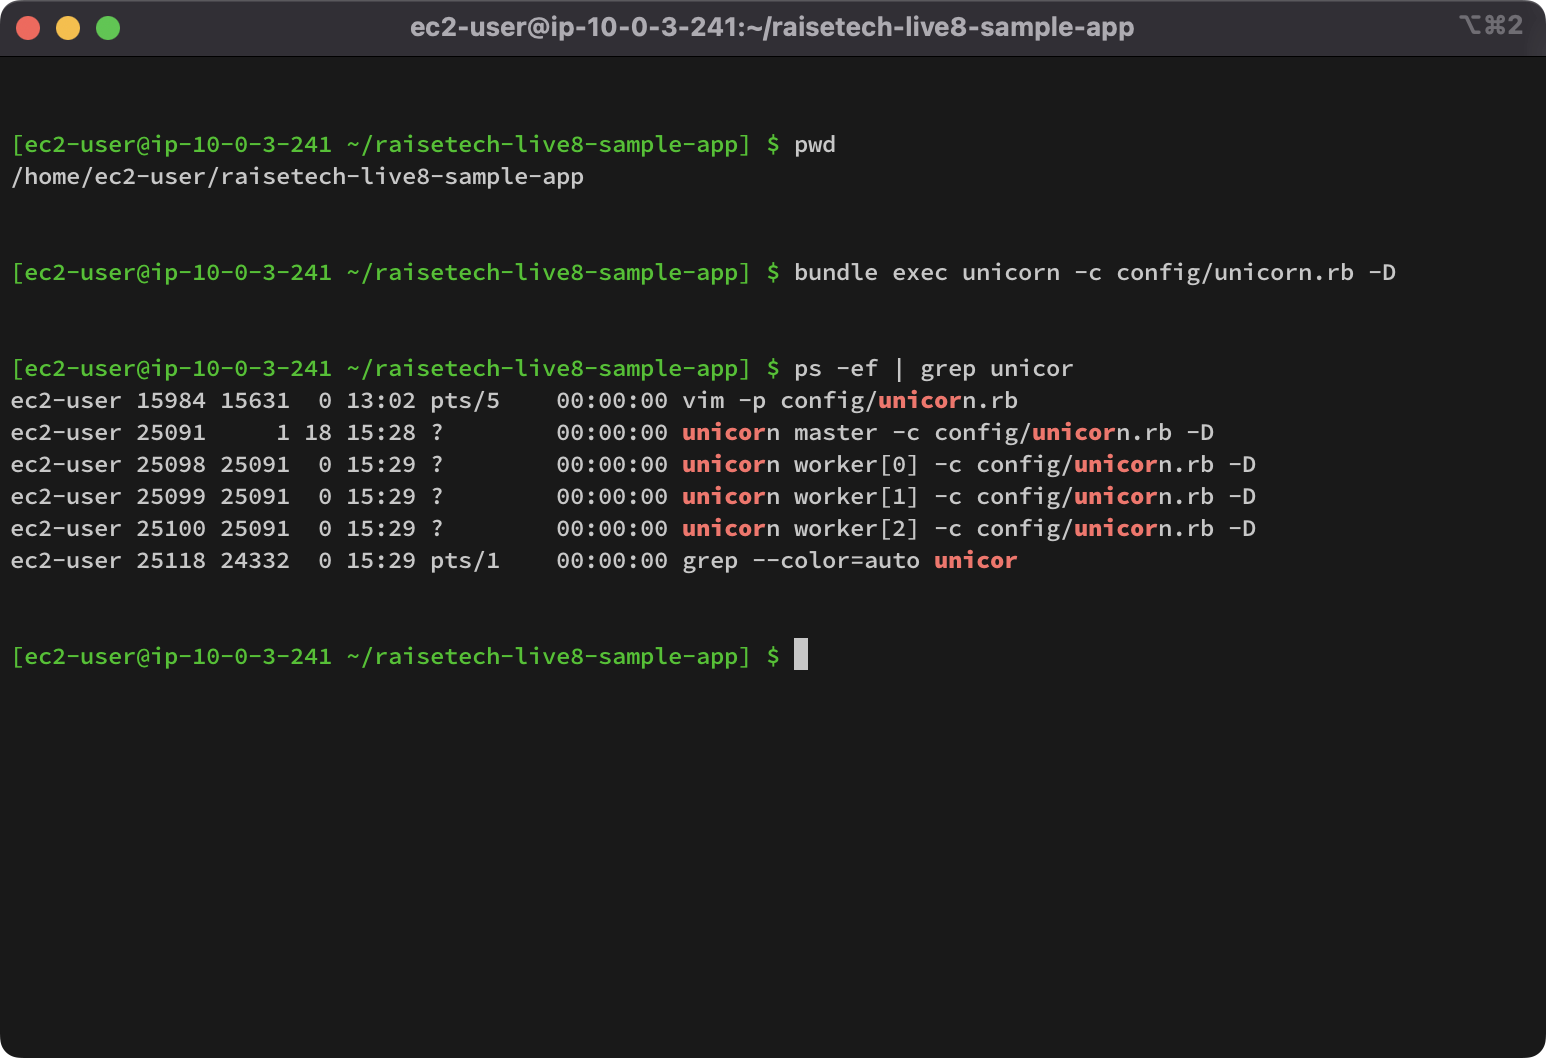 ec2-user@ip-10-0-3-241:~/raisetech-live8-sample-app ⌥⌘2
[ec2-user@ip-10-0-3-241 ~/raisetech-live8-sample-app] $ pwd
/home/ec2-user/raisetech-live8-sample-app
[ec2-user@ip-10-0-3-241 ~/raisetech-live8-sample-app] $ bundle exec unicorn -c config/unicorn.rb -D
[ec2-user@ip-10-0-3-241 ~/raisetech-live8-sample-app] $ ps -ef | grep unicor
ec2-user 15984 15631  0 13:02 pts/5    00:00:00 vim -p config/unicorn.rb
ec2-user 25091     1 18 15:28 ?        00:00:00 unicorn master -c config/unicorn.rb -D
ec2-user 25098 25091  0 15:29 ?        00:00:00 unicorn worker[0] -c config/unicorn.rb -D
ec2-user 25099 25091  0 15:29 ?        00:00:00 unicorn worker[1] -c config/unicorn.rb -D
ec2-user 25100 25091  0 15:29 ?        00:00:00 unicorn worker[2] -c config/unicorn.rb -D
ec2-user 25118 24332  0 15:29 pts/1    00:00:00 grep --color=auto unicor
[ec2-user@ip-10-0-3-241 ~/raisetech-live8-sample-app] $